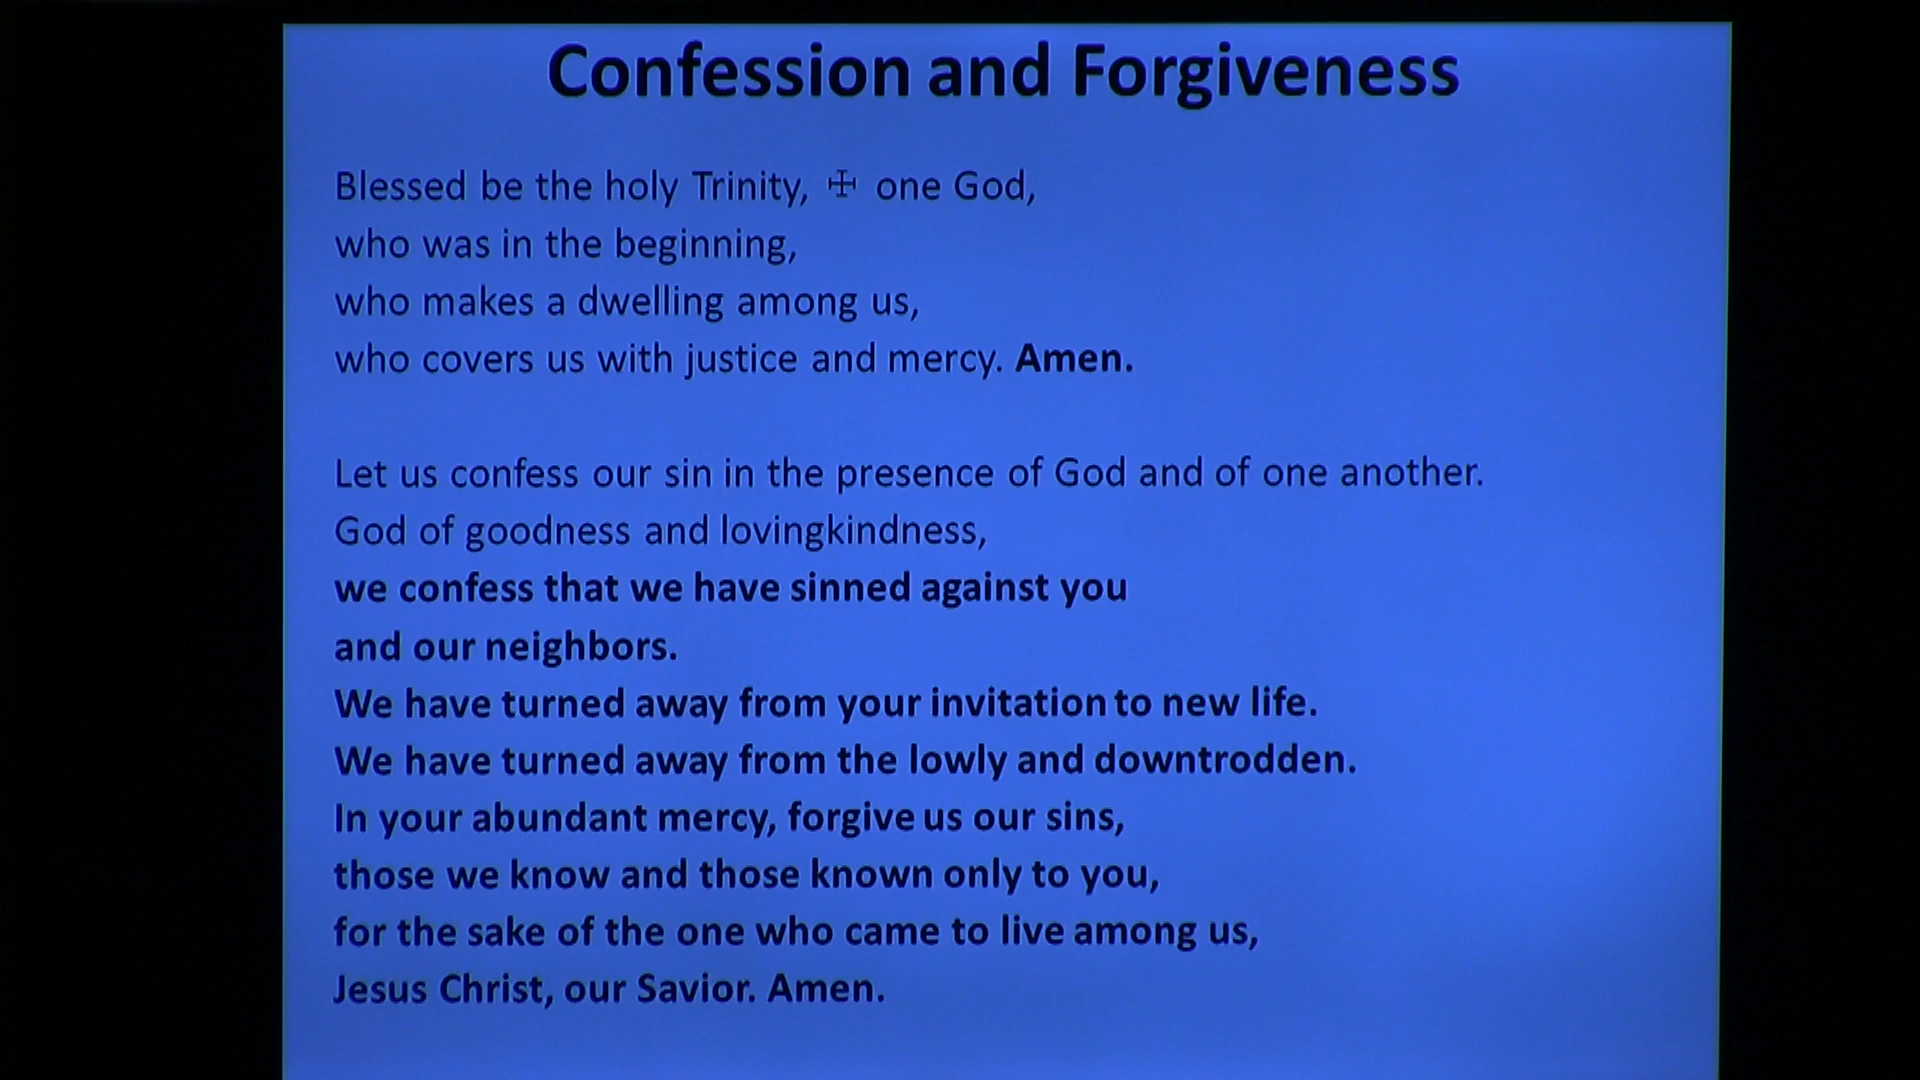 Confession and Forgiveness
Blessed be the holy Trinity, ☩ one God,
who was in the beginning,
who makes a dwelling among us,
who covers us with justice and mercy. Amen.
Let us confess our sin in the presence of God and of one another.
God of goodness and lovingkindness,
we confess that we have sinned against you
and our neighbors.
We have turned away from your invitation to new life.
We have turned away from the lowly and downtrodden.
In your abundant mercy, forgive us our sins,
those we know and those known only to you,
for the sake of the one who came to live among us,
Jesus Christ, our Savior. Amen.